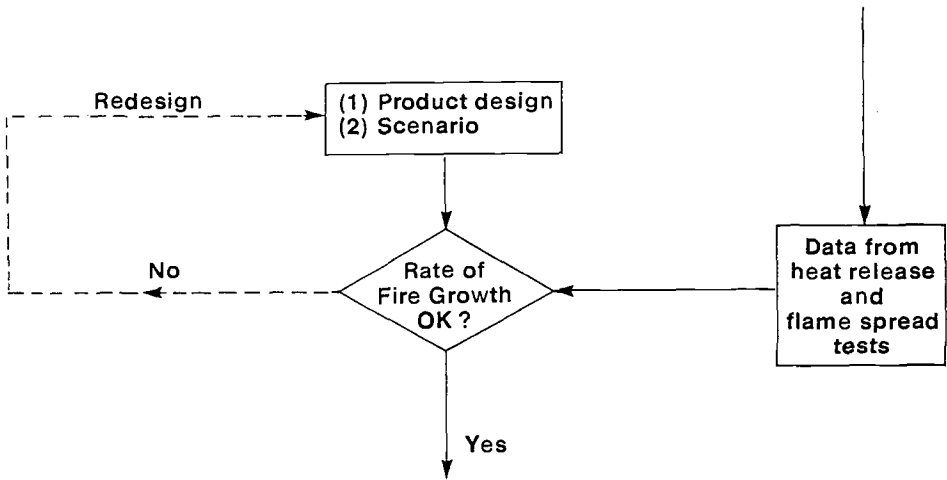 Redesign
(1) Product design
(2) Scenario
No
Rate of
Fire Growth
OK ?
Data from
heat release
and
flame spread
tests
Yes